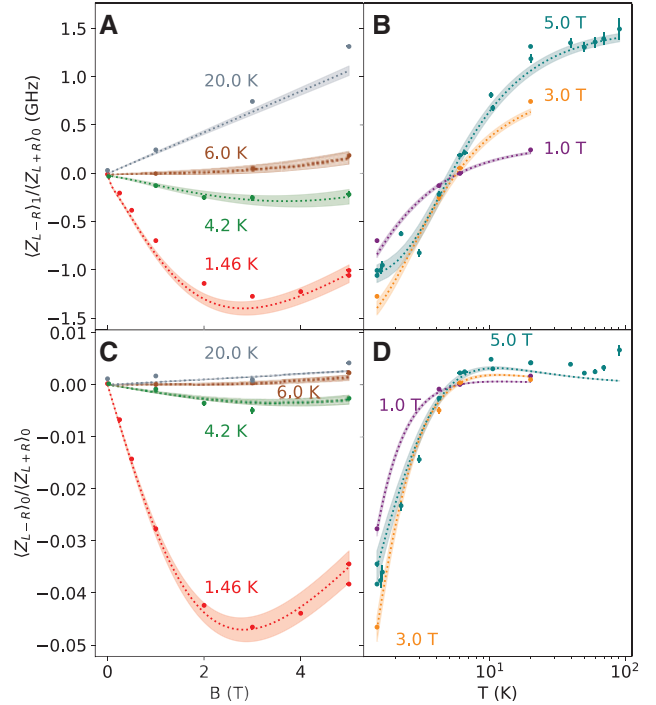 A
B
1.5
1.0
0.5
0.0
−0.5
−1.0
−1.5
⟨Z_{L−R}⟩_1/⟨Z_{L+R}⟩_0 (GHz)
20.0 K
6.0 K
4.2 K
1.46 K
5.0 T
3.0 T
1.0 T
C
D
0.00
−0.01
−0.02
−0.03
−0.04
−0.05
⟨Z_{L−R}⟩_0/⟨Z_{L+R}⟩_0
20.0 K
6.0 K
4.2 K
1.46 K
5.0 T
1.0 T
3.0 T
0 2 4
B (T)
10^1 10^2
T (K)